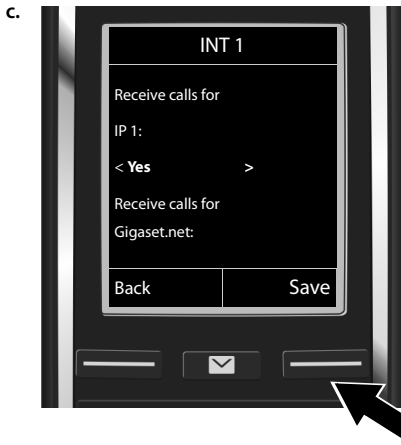 c.
INT 1
Receive calls for
IP 1:
< Yes >
Receive calls for
Gigaset.net:
Back Save